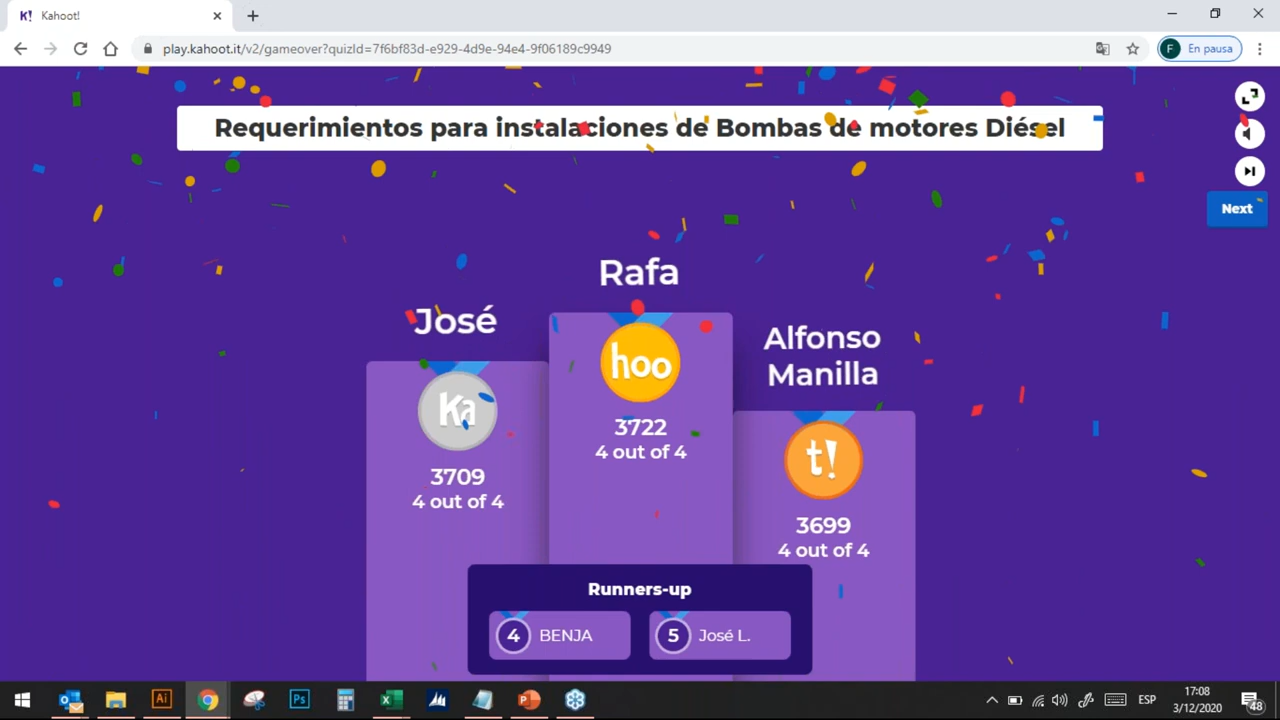 K! Kahoot!
play.kahoot.it/v2/gameover?quizId=7f6bf83d-e929-4d9e-94e4-9f06189c9949
F En pausa
Requerimientos para instalaciones de Bombas de motores Diésel
Next
Rafa
José
Alfonso
Manilla
hoo
Ka
t!
3722
4 out of 4
3709
4 out of 4
3699
4 out of 4
Runners-up
4 BENJA
5 José L.
Ai
Ps
ESP
17:08
3/12/2020
48